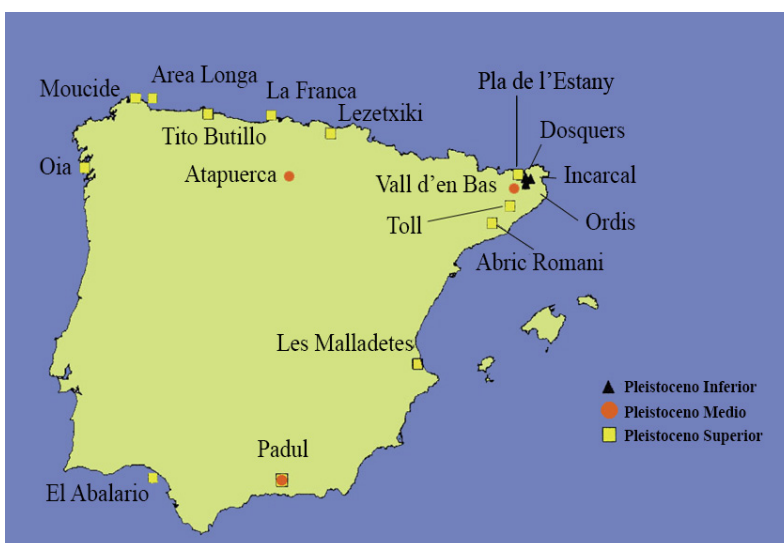 Moucide
Area Longa
La Franca
Pla de l'Estany
Lezetxiki
Dosquers
Tito Butillo
Oia
Atapuerca
Vall d'en Bas
Incarcal
Toll
Ordis
Abric Romani
Les Malladetes
Pleistoceno Inferior
Pleistoceno Medio
Pleistoceno Superior
Padul
El Abalario